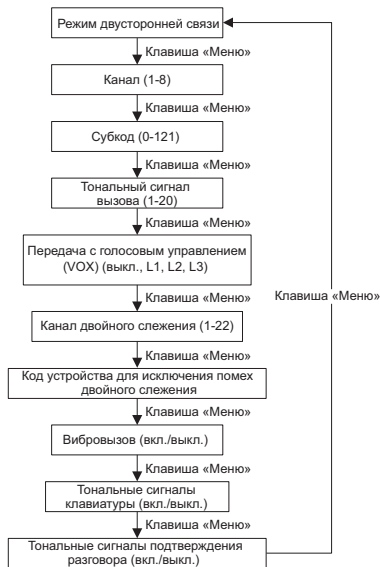 Режим двусторонней связи
Клавиша «Меню»
Канал (1-8)
Клавиша «Меню»
Субкод (0-121)
Клавиша «Меню»
Тональный сигнал
вызова (1-20)
Клавиша «Меню»
Передача с голосовым управлением
(VOX) (выкл., L1, L2, L3)
Клавиша «Меню»
Клавиша «Меню»
Канал двойного слежения (1-22)
Клавиша «Меню»
Код устройства для исключения помех
двойного слежения
Клавиша «Меню»
Вибровызов (вкл./выкл.)
Клавиша «Меню»
Тональные сигналы
клавиатуры (вкл./выкл.)
Клавиша «Меню»
Тональные сигналы подтверждения
разговора (вкл./выкл.)